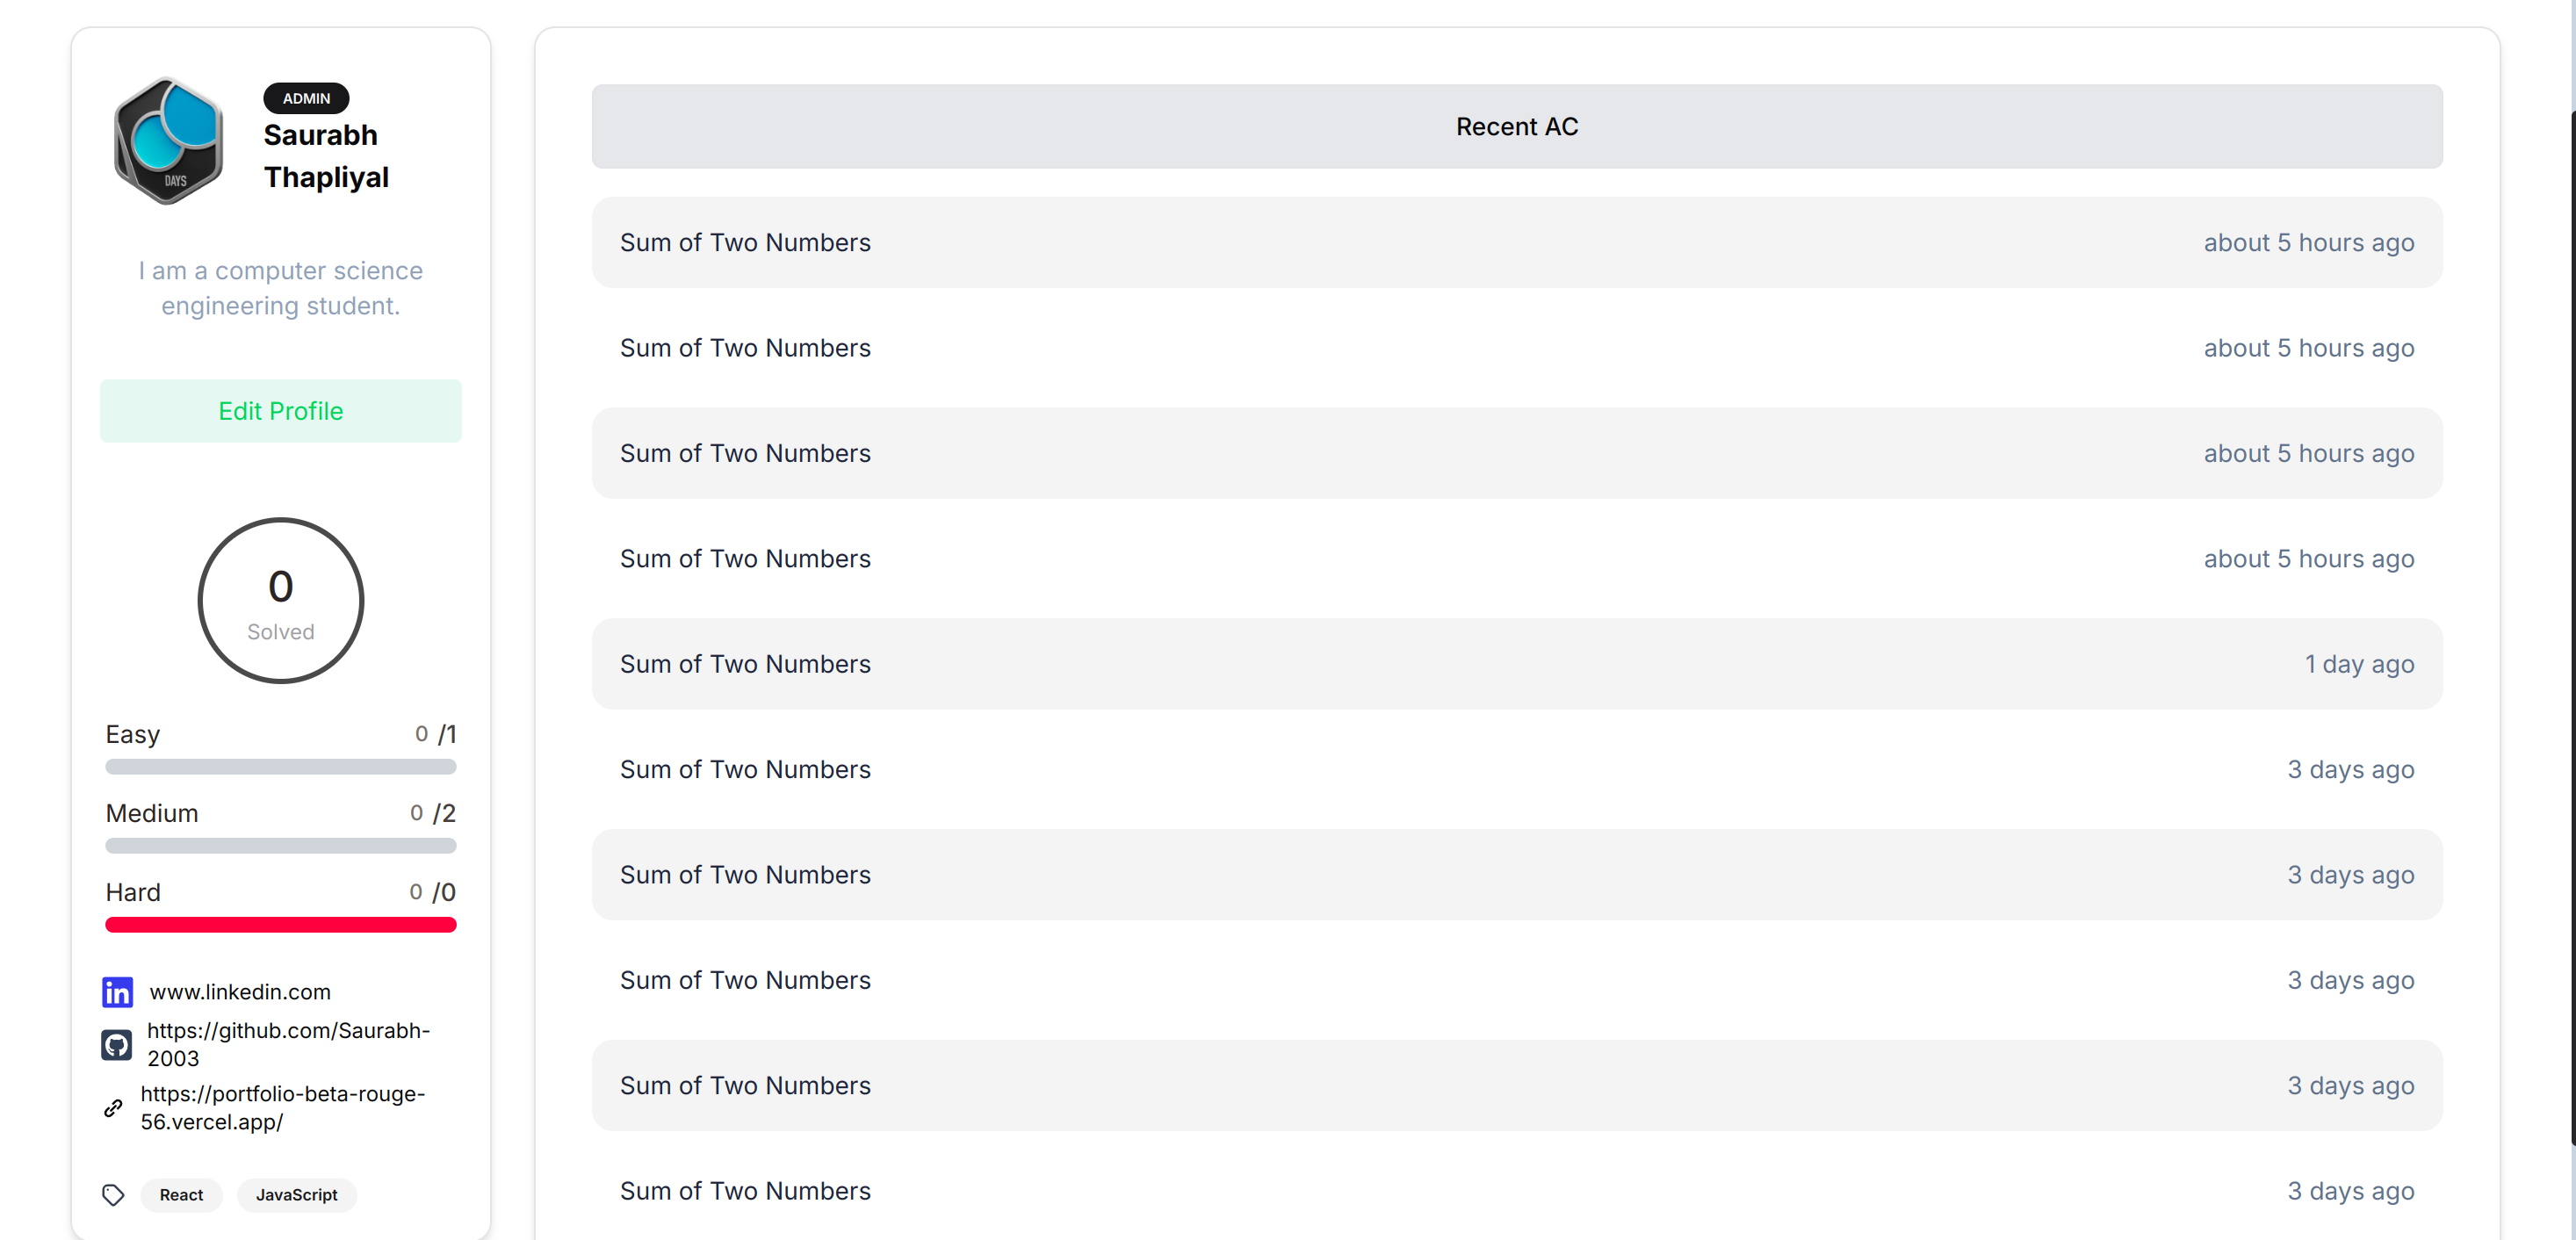 DAYS
ADMIN
Saurabh
Thapliyal
I am a computer science
engineering student.
Edit Profile
0
Solved
Easy 0 /1
Medium 0 /2
Hard 0 /0
in www.linkedin.com
https://github.com/Saurabh-
2003
https://portfolio-beta-rouge-
56.vercel.app/
React JavaScript
Recent AC
Sum of Two Numbers about 5 hours ago
Sum of Two Numbers about 5 hours ago
Sum of Two Numbers about 5 hours ago
Sum of Two Numbers about 5 hours ago
Sum of Two Numbers 1 day ago
Sum of Two Numbers 3 days ago
Sum of Two Numbers 3 days ago
Sum of Two Numbers 3 days ago
Sum of Two Numbers 3 days ago
Sum of Two Numbers 3 days ago